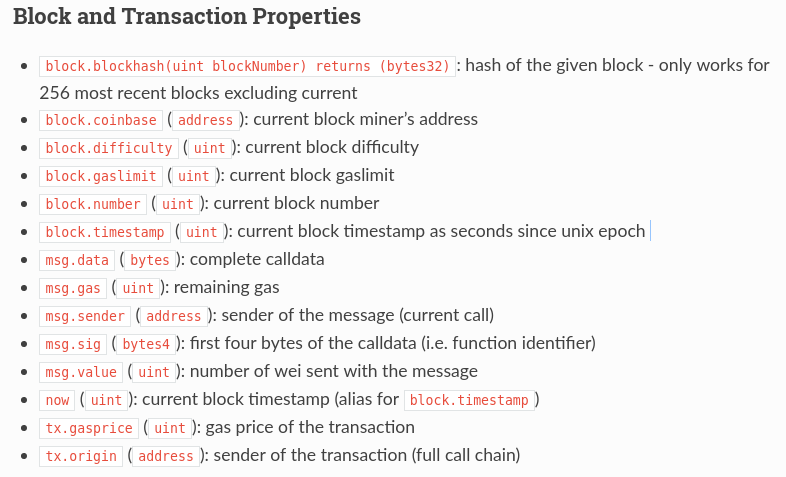 Block and Transaction Properties
block.blockhash(uint blockNumber) returns (bytes32) : hash of the given block - only works for
256 most recent blocks excluding current
block.coinbase ( address ): current block miner’s address
block.difficulty ( uint ): current block difficulty
block.gaslimit ( uint ): current block gaslimit
block.number ( uint ): current block number
block.timestamp ( uint ): current block timestamp as seconds since unix epoch
msg.data ( bytes ): complete calldata
msg.gas ( uint ): remaining gas
msg.sender ( address ): sender of the message (current call)
msg.sig ( bytes4 ): first four bytes of the calldata (i.e. function identifier)
msg.value ( uint ): number of wei sent with the message
now ( uint ): current block timestamp (alias for block.timestamp )
tx.gasprice ( uint ): gas price of the transaction
tx.origin ( address ): sender of the transaction (full call chain)